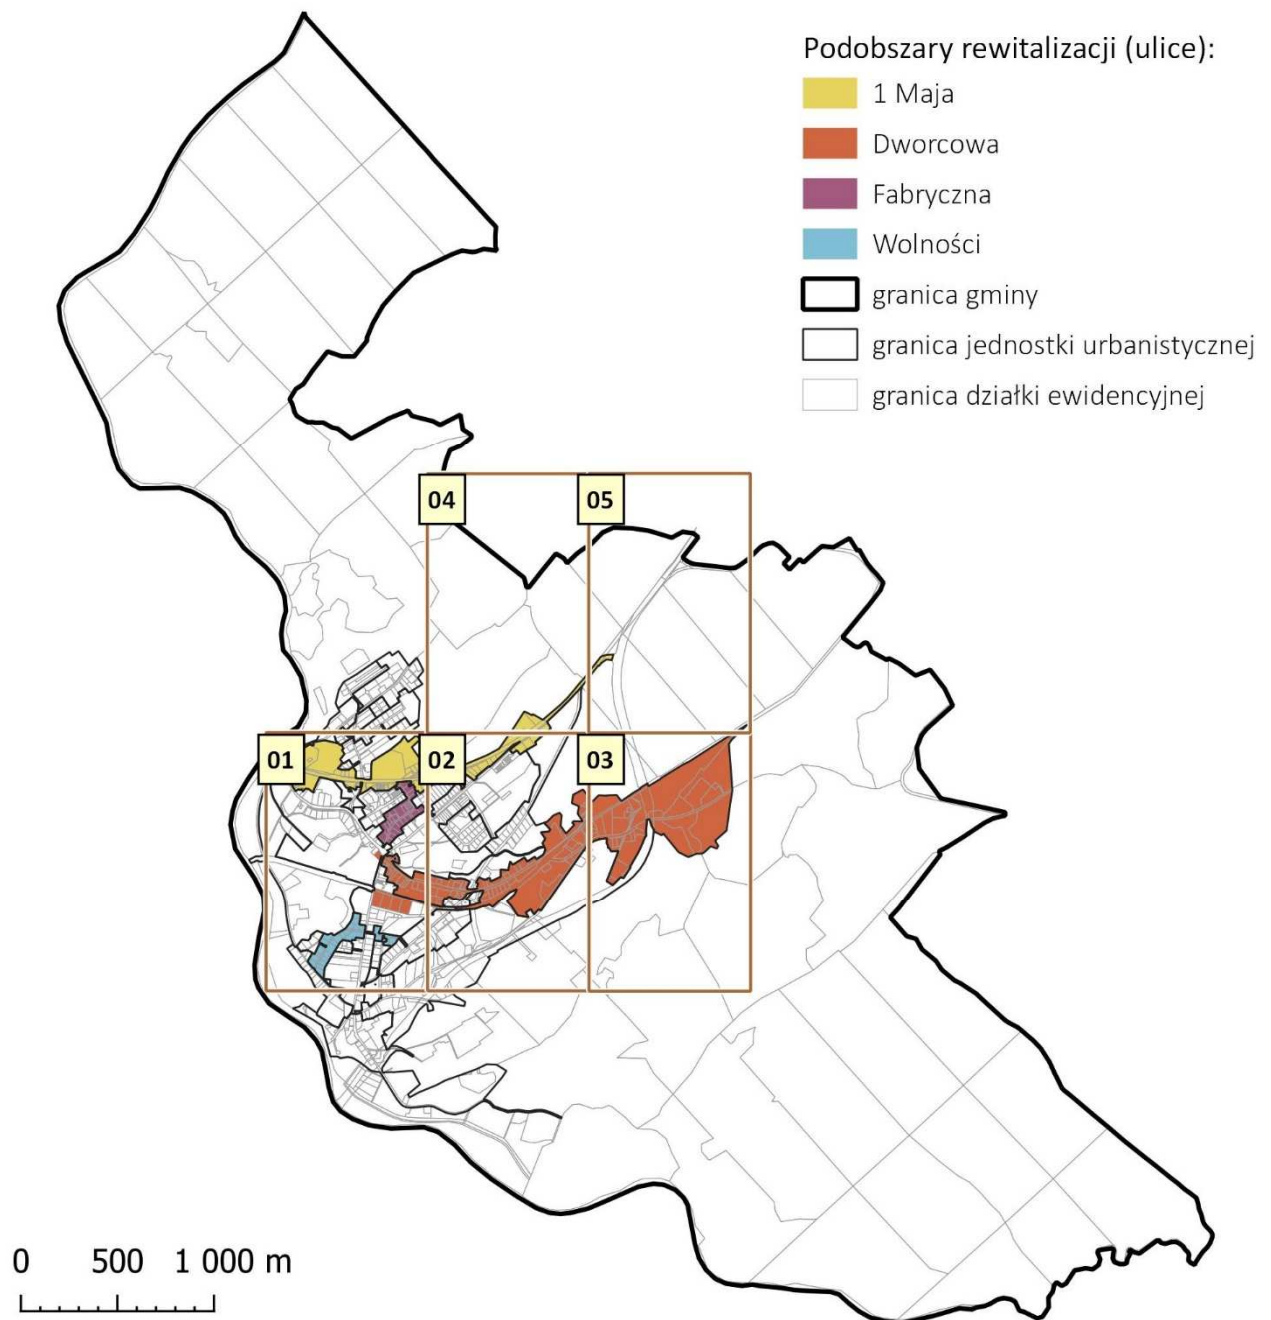 Podobszary rewitalizacji (ulice):
1 Maja
Dworcowa
Fabryczna
Wolności
granica gminy
granica jednostki urbanistycznej
granica działki ewidencyjnej
04
05
01
02
03
0 500 1 000 m